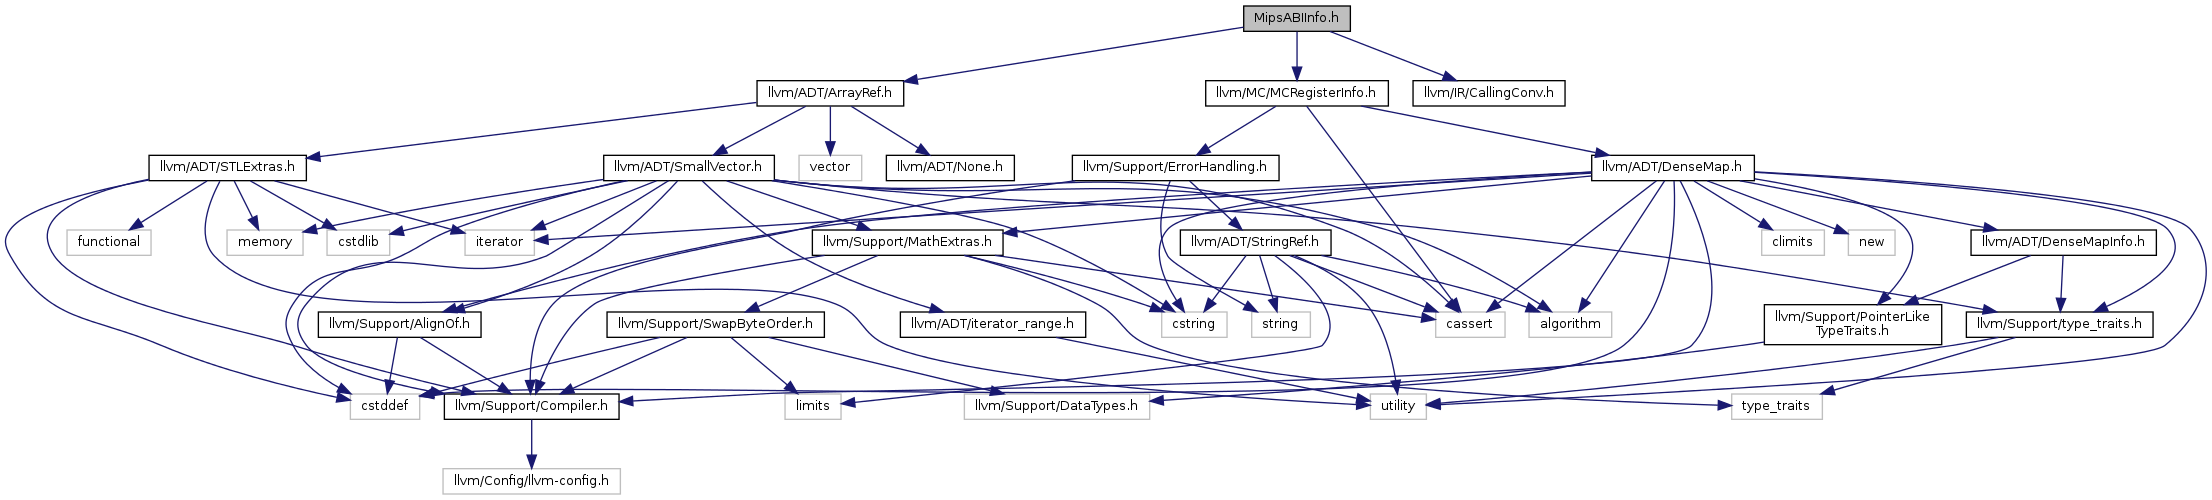 MipsABIInfo.h
llvm/ADT/ArrayRef.h
llvm/MC/MCRegisterInfo.h
llvm/IR/CallingConv.h
llvm/ADT/STLExtras.h
llvm/ADT/SmallVector.h
vector
llvm/ADT/None.h
llvm/Support/ErrorHandling.h
llvm/ADT/DenseMap.h
functional
memory
cstdlib
iterator
llvm/Support/MathExtras.h
llvm/ADT/StringRef.h
climits
new
llvm/ADT/DenseMapInfo.h
llvm/Support/AlignOf.h
llvm/Support/SwapByteOrder.h
llvm/ADT/iterator_range.h
cstring
string
cassert
algorithm
llvm/Support/PointerLike
TypeTraits.h
llvm/Support/type_traits.h
cstddef
llvm/Support/Compiler.h
limits
llvm/Support/DataTypes.h
utility
type_traits
llvm/Config/llvm-config.h